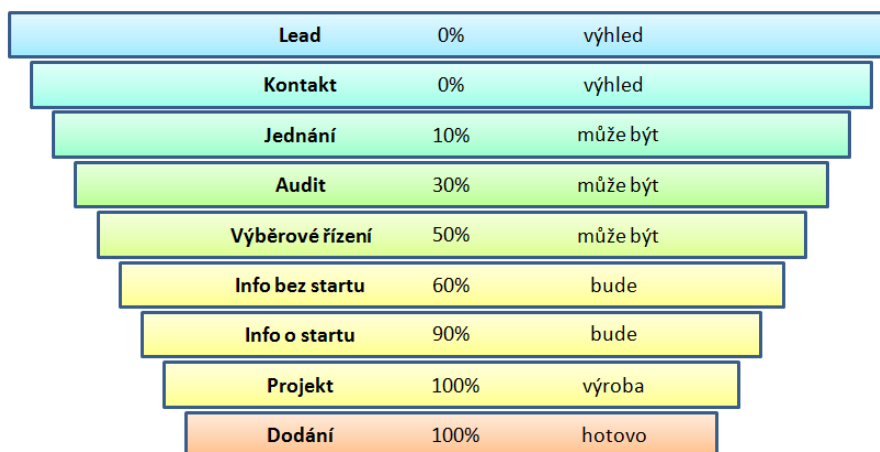 Lead 0% výhled
Kontakt 0% výhled
Jednání 10% může být
Audit 30% může být
Výběrové řízení 50% může být
Info bez startu 60% bude
Info o startu 90% bude
Projekt 100% výroba
Dodání 100% hotovo